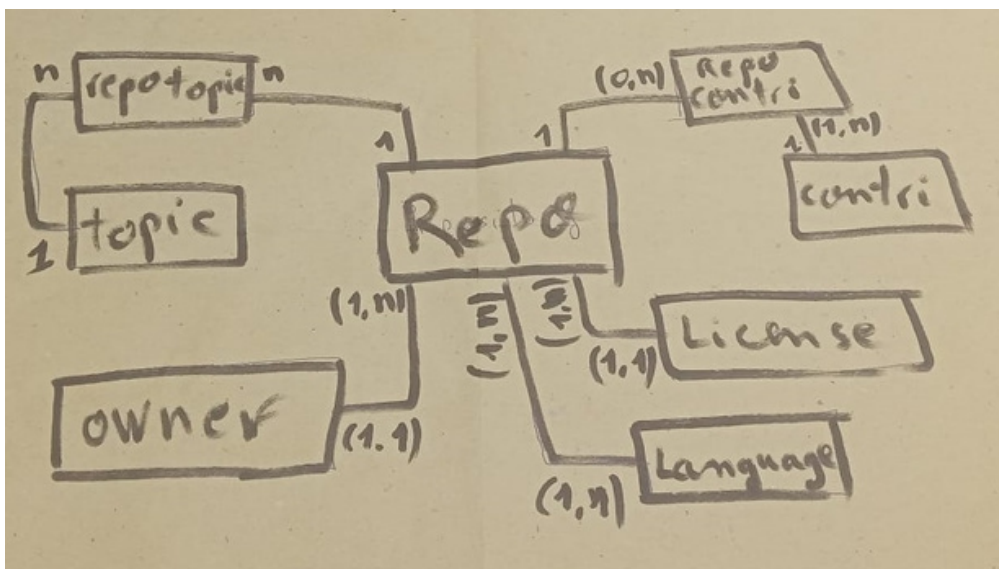 n
repotopic
n
1
topic
1
(0,n)
Repo
contri
1
(1,n)
1
contri
Repo
(1,n)
owner
(1.1)
(1,n)
(1,n)
License
(1,1)
Language
(1,n)